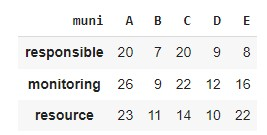 muni A B C D E
responsible 20 7 20 9 8
monitoring 26 9 22 12 16
resource 23 11 14 10 22